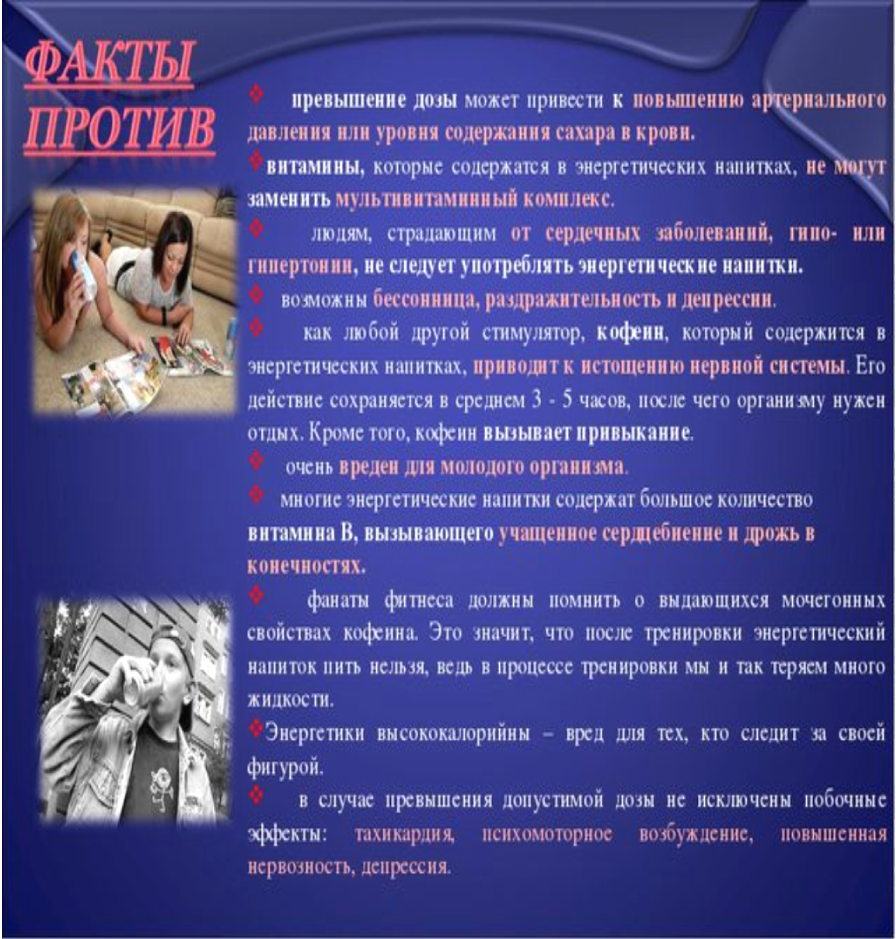 ФАКТЫ
ПРОТИВ
превышение дозы может привести к повышению артериального
давления или уровня содержания сахара в крови.
витамины, которые содержатся в энергетических напитках, не могут
заменить мультивитаминный комплекс.
людям, страдающим от сердечных заболеваний, гипо- или
гипертонии, не следует употреблять энергетические напитки.
возможны бессонница, раздражительность и депрессии.
как любой другой стимулятор, кофеин, который содержится в
энергетических напитках, приводит к истощению нервной системы. Его
действие сохраняется в среднем 3 - 5 часов, после чего организму нужен
отдых. Кроме того, кофеин вызывает привыкание.
очень вреден для молодого организма.
многие энергетические напитки содержат большое количество
витамина В, вызывающего учащенное сердцебиение и дрожь в
конечностях.
фанаты фитнеса должны помнить о выдающихся мочегонных
свойствах кофеина. Это значит, что после тренировки энергетический
напиток пить нельзя, ведь в процессе тренировки мы и так теряем много
жидкости.
Энергетики высококалорийны – вред для тех, кто следит за своей
фигурой.
в случае превышения допустимой дозы не исключены побочные
эффекты: тахикардия, психомоторное возбуждение, повышенная
нервозность, депрессия.